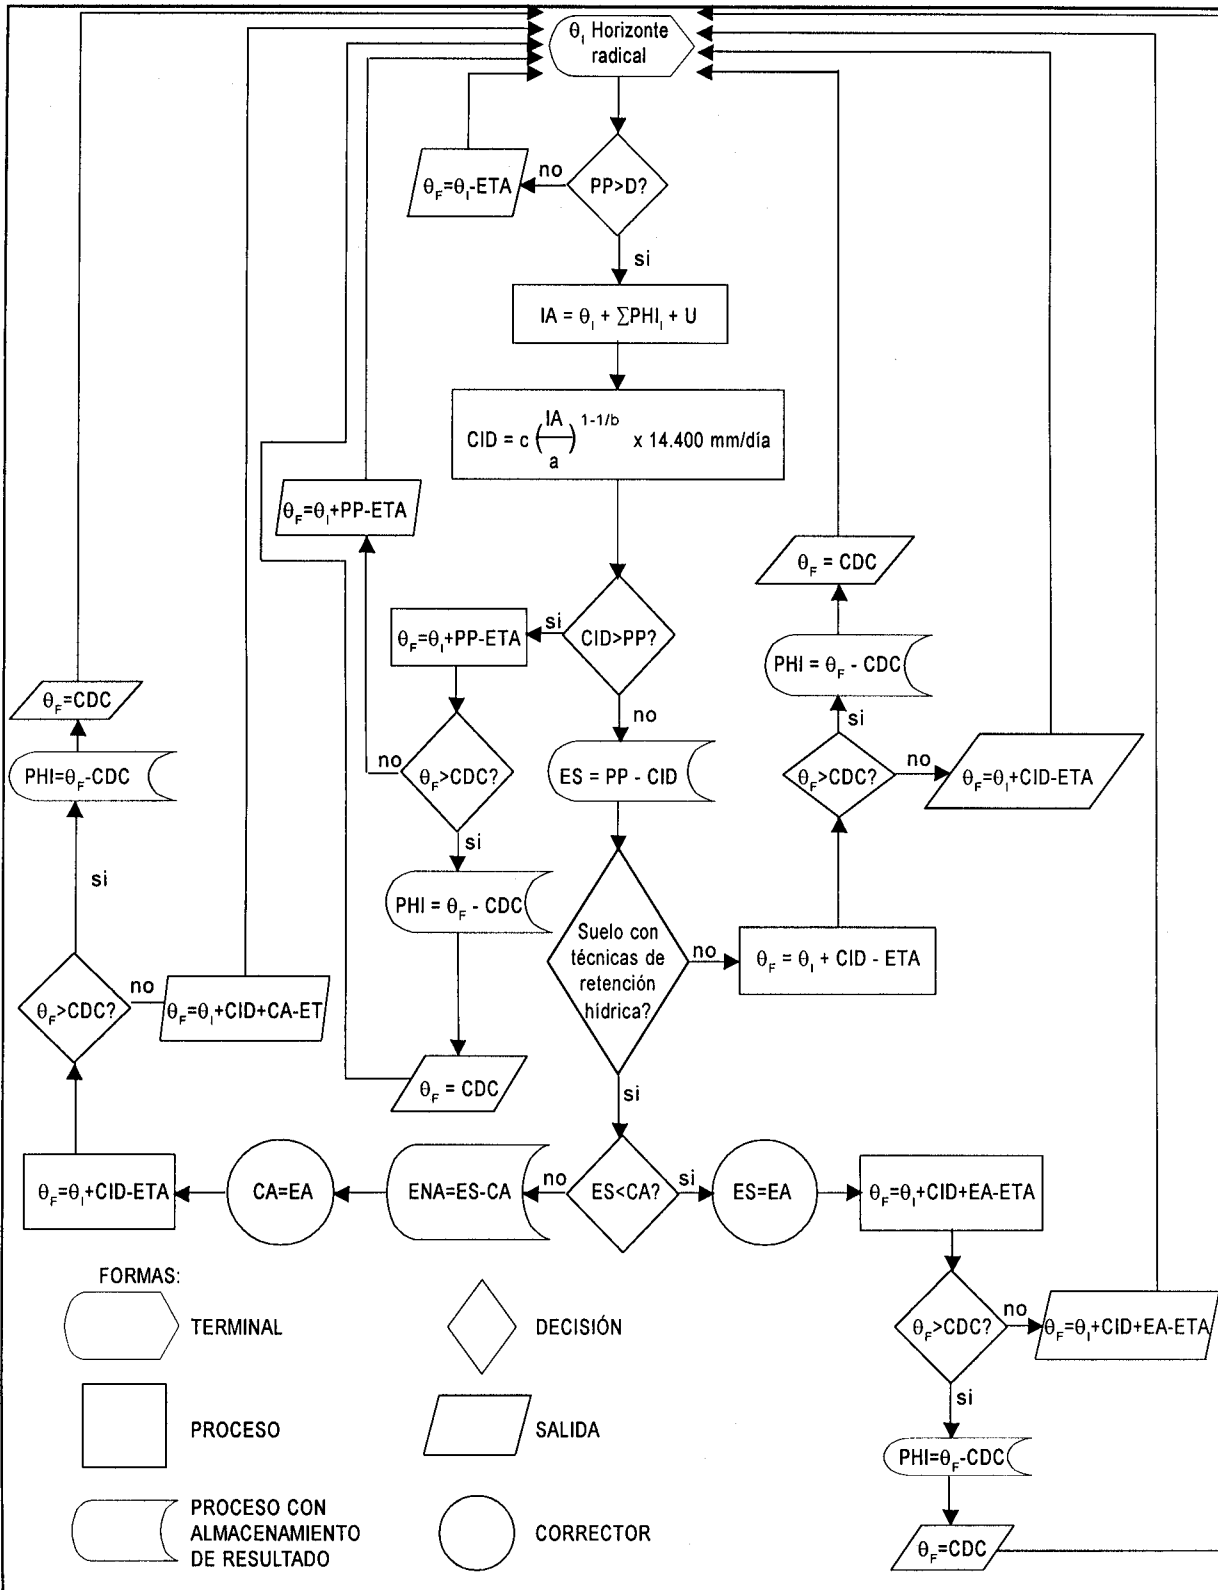 θI Horizonte
radical
PP>D?
no
θF=θI-ETA
si
IA = θI + ∑PHII + U
CID = c (IA/a)^1-1/b x 14.400 mm/día
CID>PP?
si
θF=θI+PP-ETA
θF>CDC?
no
θF=θI+PP-ETA
si
PHI = θF - CDC
θF = CDC
no
ES = PP - CID
Suelo con
técnicas de
retención
hídrica?
no
θF = θI + CID - ETA
θF>CDC?
no
θF=θI+CID-ETA
si
PHI = θF - CDC
θF = CDC
si
ES<CA?
no
ENA=ES-CA
CA=EA
θF=θI+CID-ETA
θF>CDC?
no
θF=θI+CID+CA-ET
si
PHI=θF-CDC
θF=CDC
si
ES=EA
θF=θI+CID+EA-ETA
θF>CDC?
no
θF=θI+CID+EA-ETA
si
PHI=θF-CDC
θF=CDC
FORMAS:
TERMINAL
DECISIÓN
PROCESO
SALIDA
PROCESO CON
ALMACENAMIENTO
DE RESULTADO
CORRECTOR